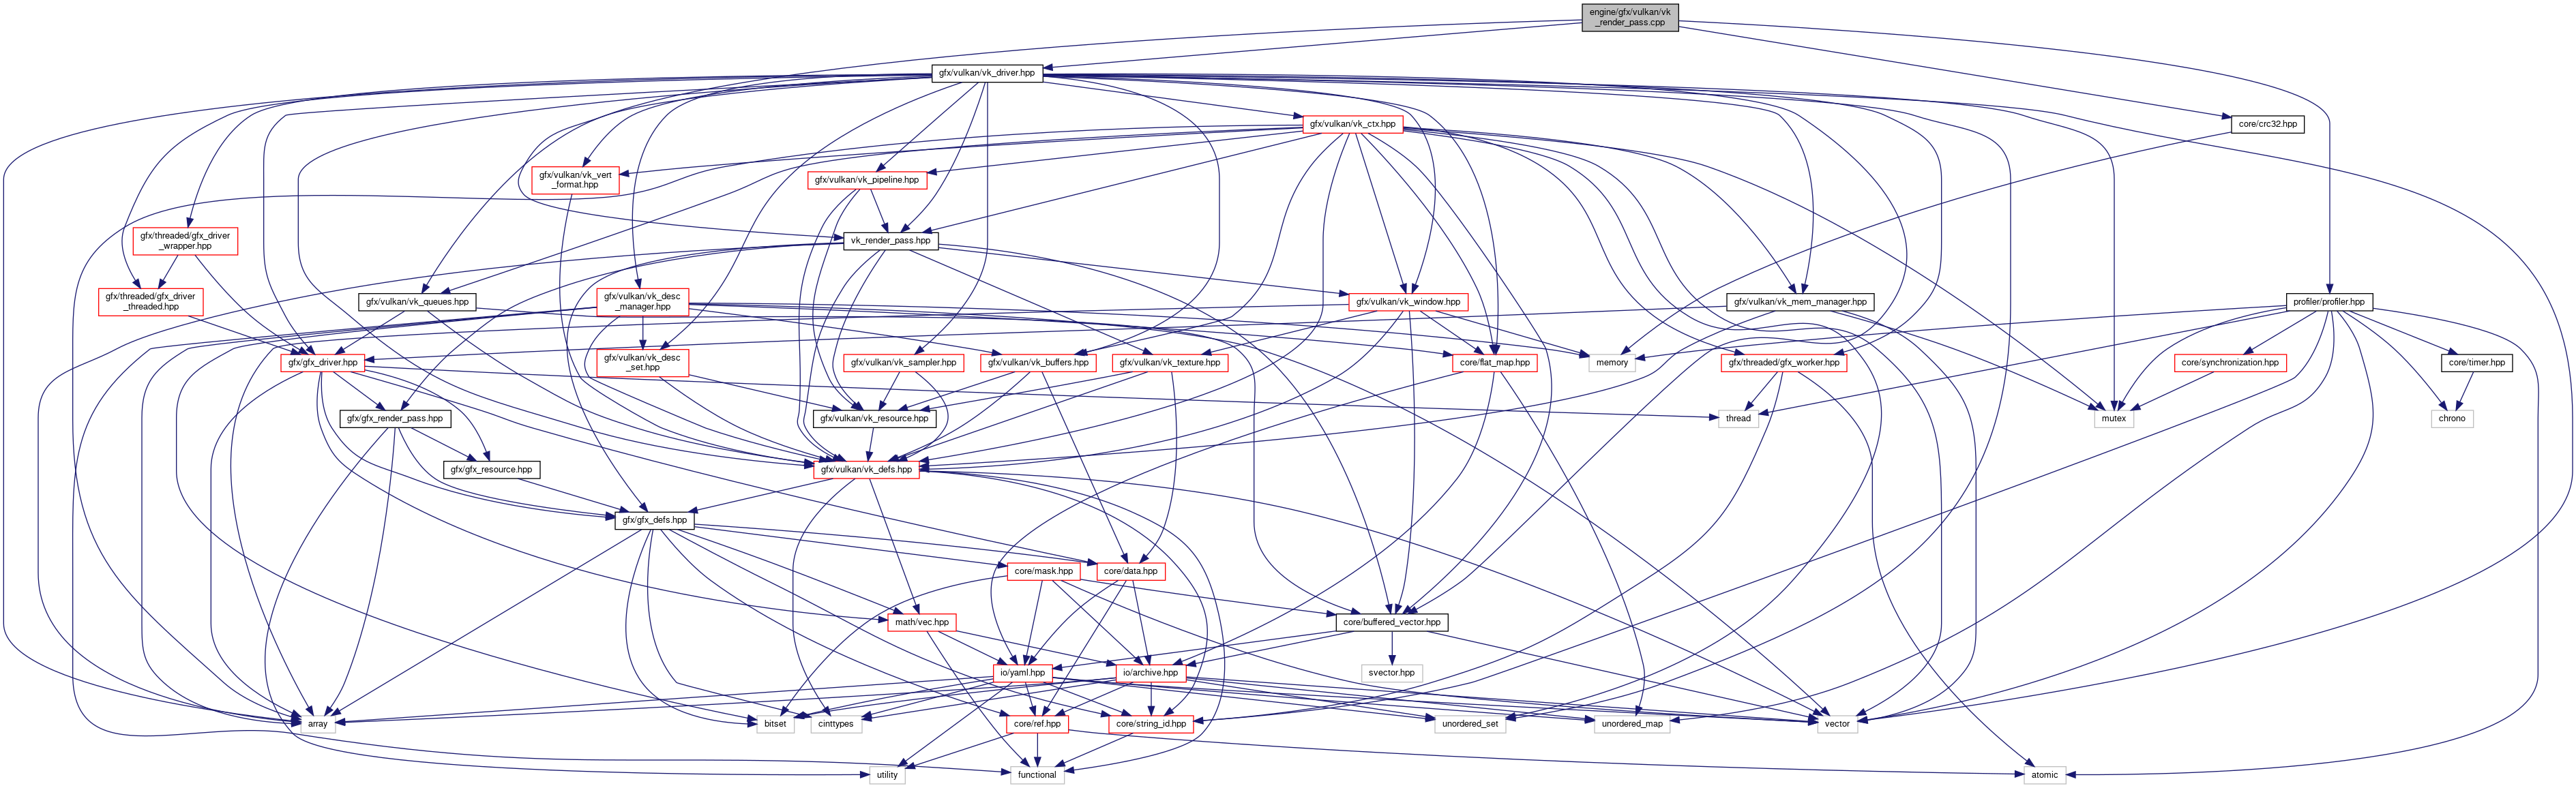 engine/gfx/vulkan/vk
_render_pass.cpp
gfx/vulkan/vk_driver.hpp
gfx/vulkan/vk_ctx.hpp
core/crc32.hpp
gfx/vulkan/vk_vert
_format.hpp
gfx/vulkan/vk_pipeline.hpp
gfx/threaded/gfx_driver
_wrapper.hpp
vk_render_pass.hpp
gfx/threaded/gfx_driver
_threaded.hpp
gfx/vulkan/vk_queues.hpp
gfx/vulkan/vk_desc
_manager.hpp
gfx/vulkan/vk_window.hpp
gfx/vulkan/vk_mem_manager.hpp
profiler/profiler.hpp
gfx/gfx_driver.hpp
gfx/vulkan/vk_desc
_set.hpp
gfx/vulkan/vk_sampler.hpp
gfx/vulkan/vk_buffers.hpp
gfx/vulkan/vk_texture.hpp
core/flat_map.hpp
memory
gfx/threaded/gfx_worker.hpp
core/synchronization.hpp
core/timer.hpp
gfx/gfx_render_pass.hpp
gfx/vulkan/vk_resource.hpp
thread
mutex
chrono
gfx/gfx_resource.hpp
gfx/vulkan/vk_defs.hpp
gfx/gfx_defs.hpp
core/mask.hpp
core/data.hpp
math/vec.hpp
core/buffered_vector.hpp
io/yaml.hpp
io/archive.hpp
svector.hpp
array
bitset
cinttypes
core/ref.hpp
core/string_id.hpp
unordered_set
unordered_map
vector
utility
functional
atomic